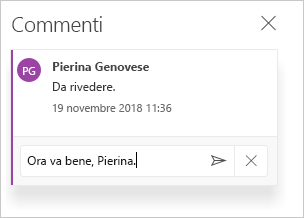 Commenti
PG
Pierina Genovese
Da rivedere.
19 novembre 2018 11:36
Ora va bene, Pierina.